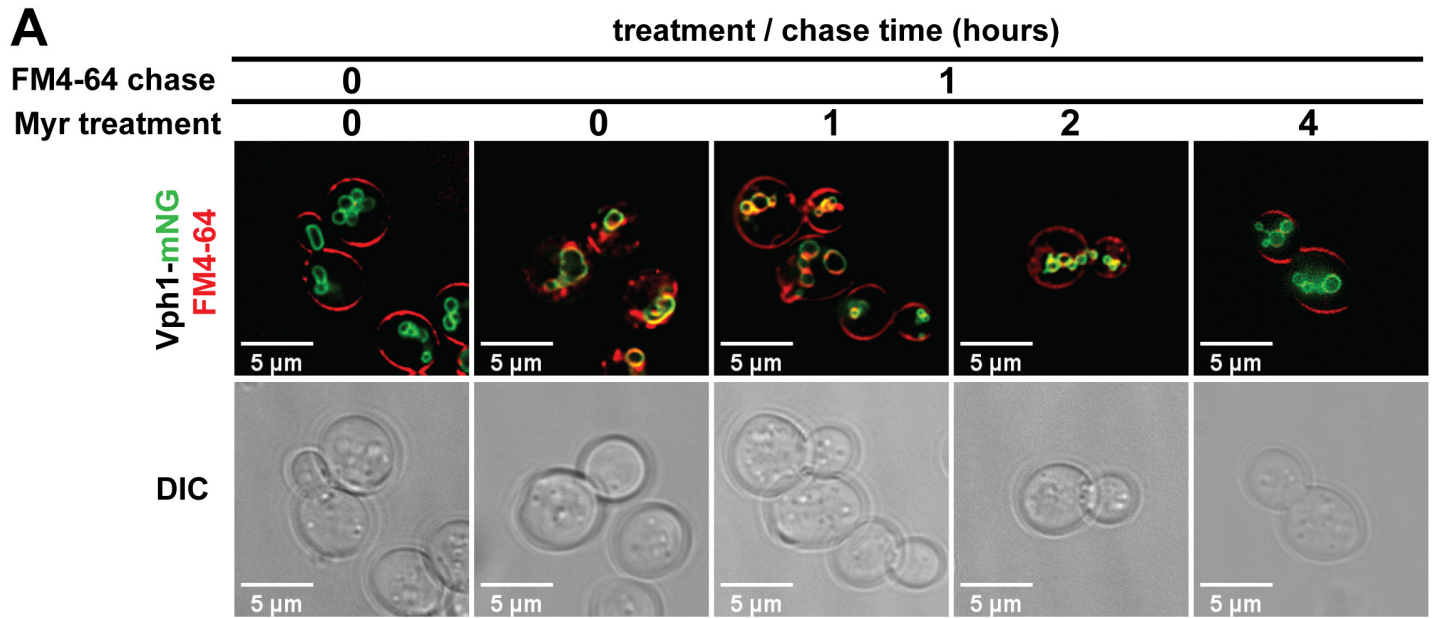 A
treatment / chase time (hours)
FM4-64 chase 0 1
Myr treatment 0 0 1 2 4
Vph1-mNG
FM4-64
5 µm 5 µm 5 µm 5 µm 5 µm
DIC
5 µm 5 µm 5 µm 5 µm 5 µm